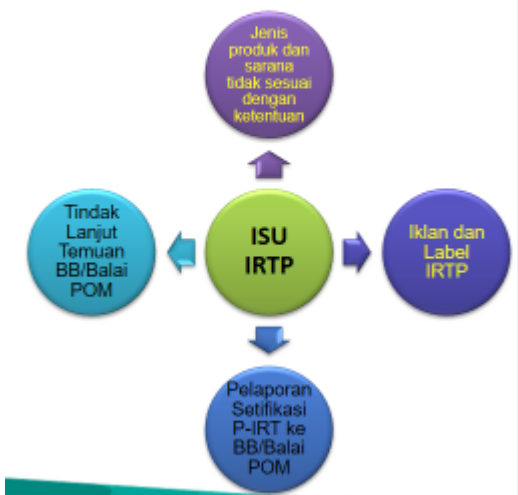 Jenis
produk dan
sarana
tidak sesuai
dengan
ketentuan
Tindak
Lanjut
Temuan
BB/Balai
POM
ISU
IRTP
Iklan dan
Label
IRTP
Pelaporan
Setifikasi
P-IRT ke
BB/Balai
POM